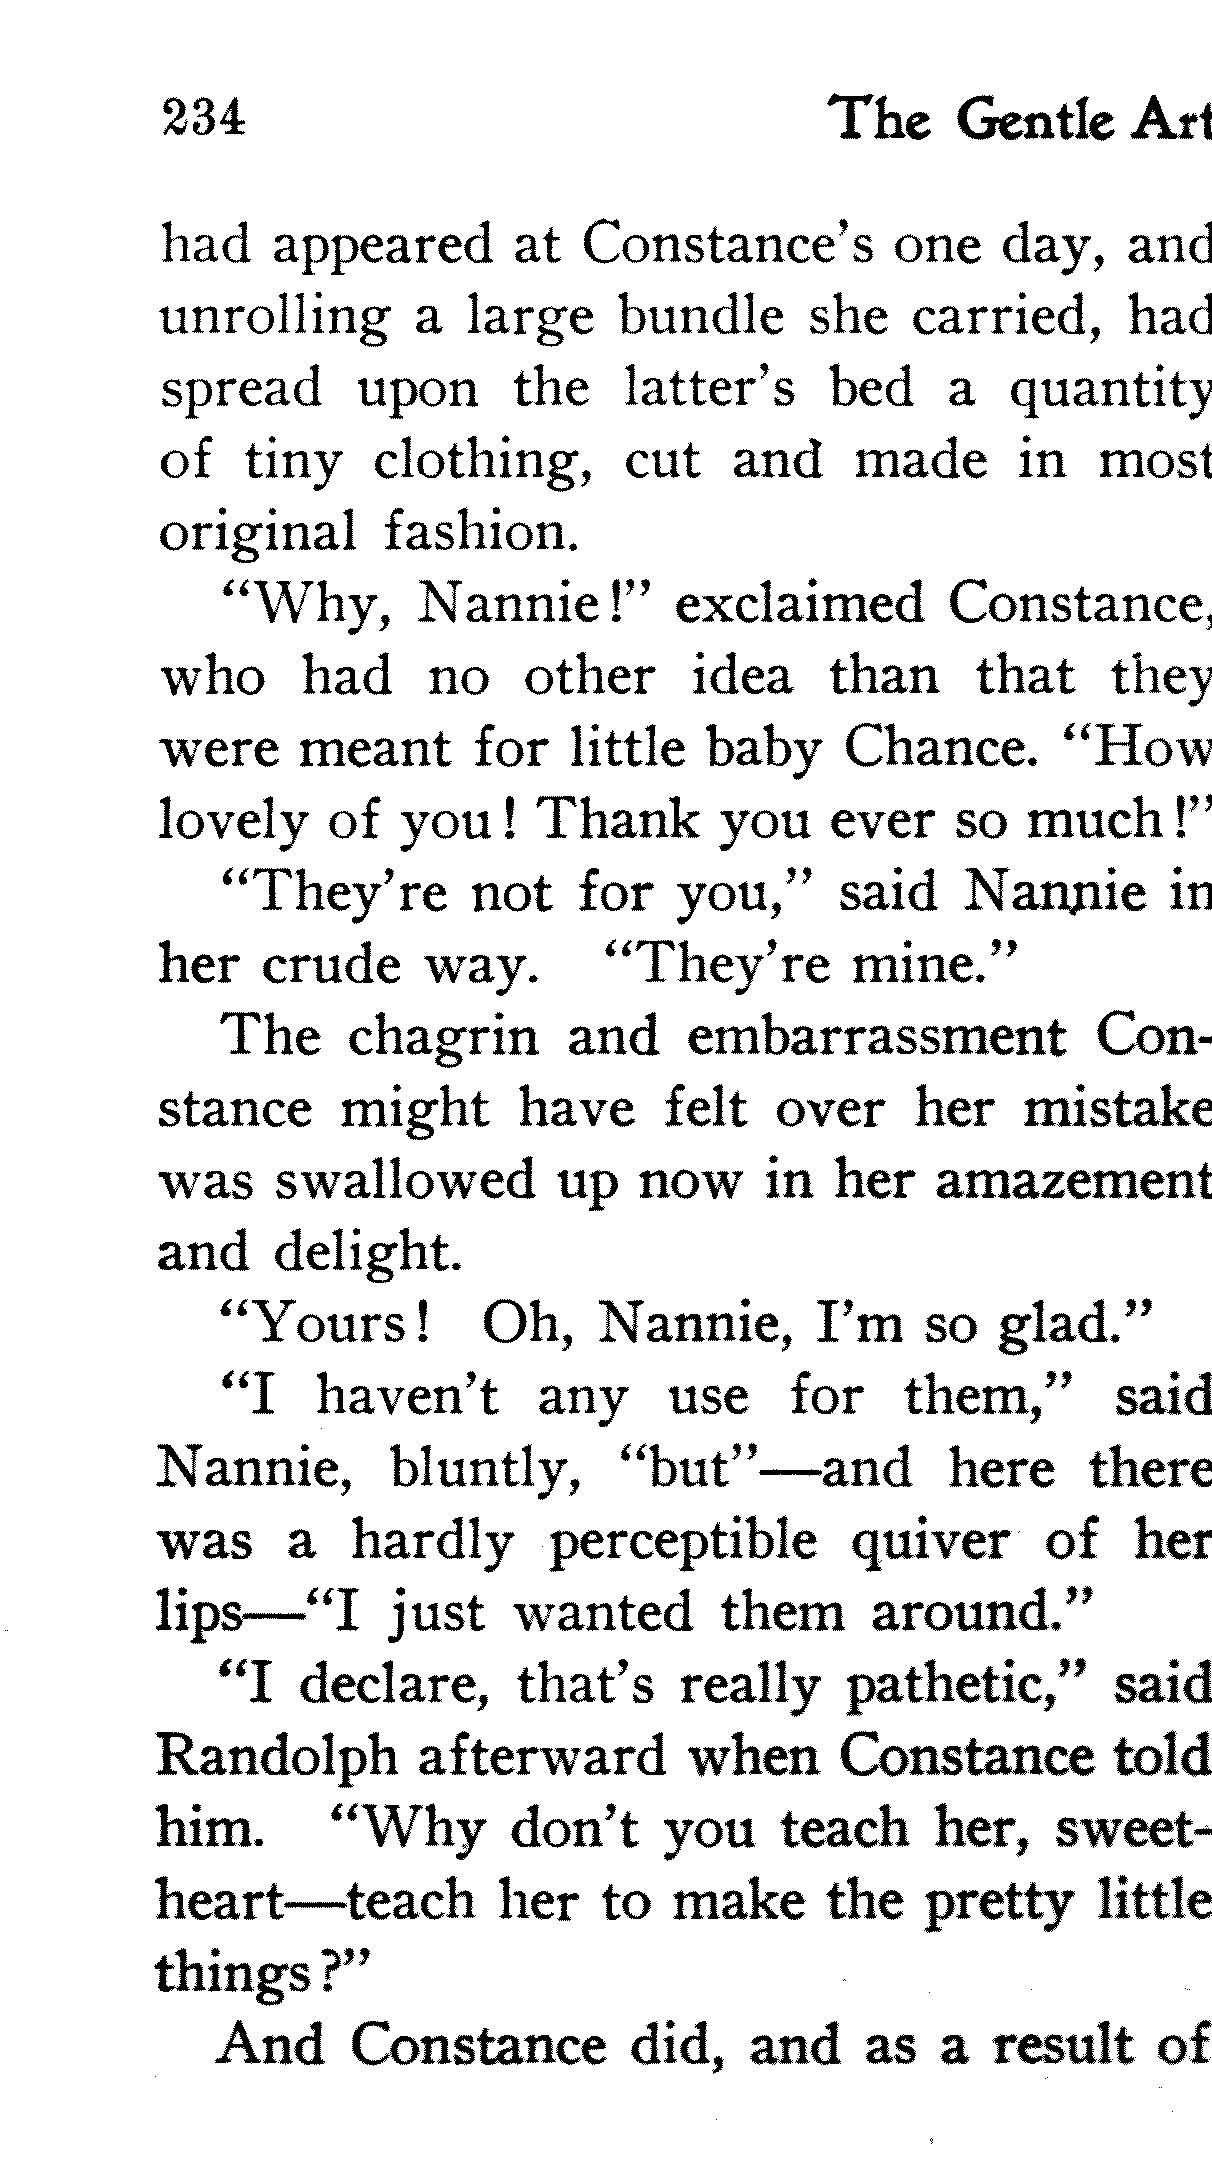 234 The Gentle Art
had appeared at Constance's one day, and
unrolling a large bundle she carried, had
spread upon the latter's bed a quantity
of tiny clothing, cut and made in most
original fashion.
"Why, Nannie!" exclaimed Constance,
who had no other idea than that they
were meant for little baby Chance. "How
lovely of you! Thank you ever so much!"
"They're not for you," said Nannie in
her crude way. "They're mine."
The chagrin and embarrassment Con-
stance might have felt over her mistake
was swallowed up now in her amazement
and delight.
"Yours! Oh, Nannie, I'm so glad."
"I haven't any use for them," said
Nannie, bluntly, "but"—and here there
was a hardly perceptible quiver of her
lips—"I just wanted them around."
"I declare, that's really pathetic," said
Randolph afterward when Constance told
him. "Why don't you teach her, sweet-
heart—teach her to make the pretty little
things?"
And Constance did, and as a result of